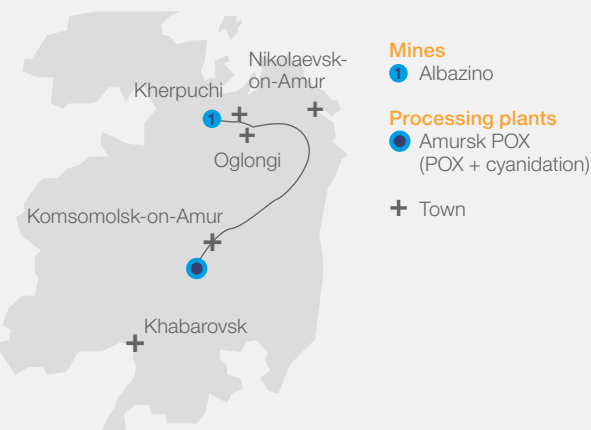 Nikolaevsk-
on-Amur
Kherpuchi
1
Oglongi
Komsomolsk-on-Amur
Khabarovsk
Mines
1 Albazino
Processing plants
Amursk POX
(POX + cyanidation)
Town